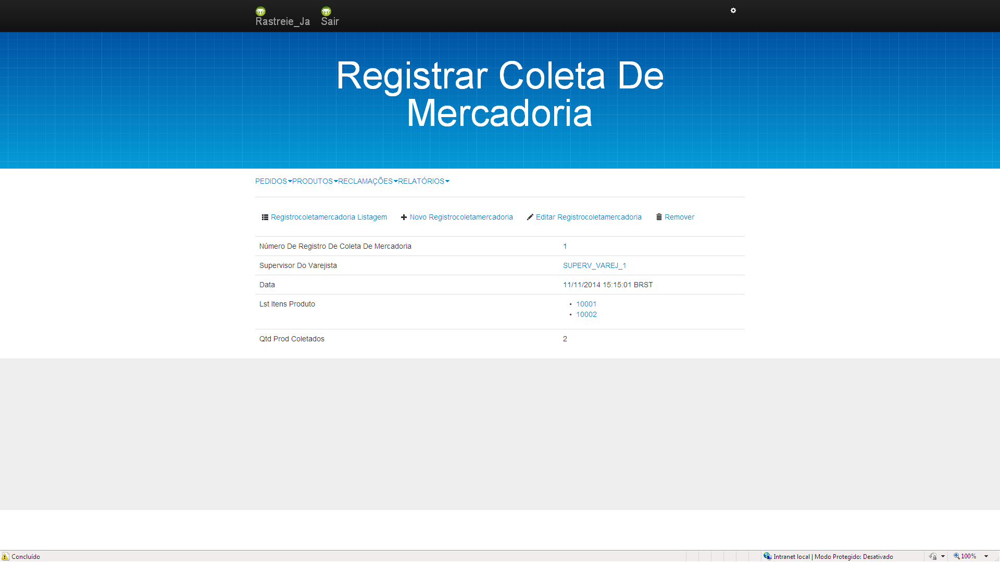 Rastreie_Ja Sair
Registrar Coleta De
Mercadoria
PEDIDOS PRODUTOS RECLAMAÇÕES RELATÓRIOS
Registrocoletamercadoria Listagem Novo Registrocoletamercadoria Editar Registrocoletamercadoria Remover
Número De Registro De Coleta De Mercadoria 1
Supervisor Do Varejista SUPERV_VAREJ_1
Data 11/11/2014 15:15:01 BRST
Lst Itens Produto • 10001
• 10002
Qtd Prod Coletados 2
Concluído Intranet local | Modo Protegido: Desativado 100%